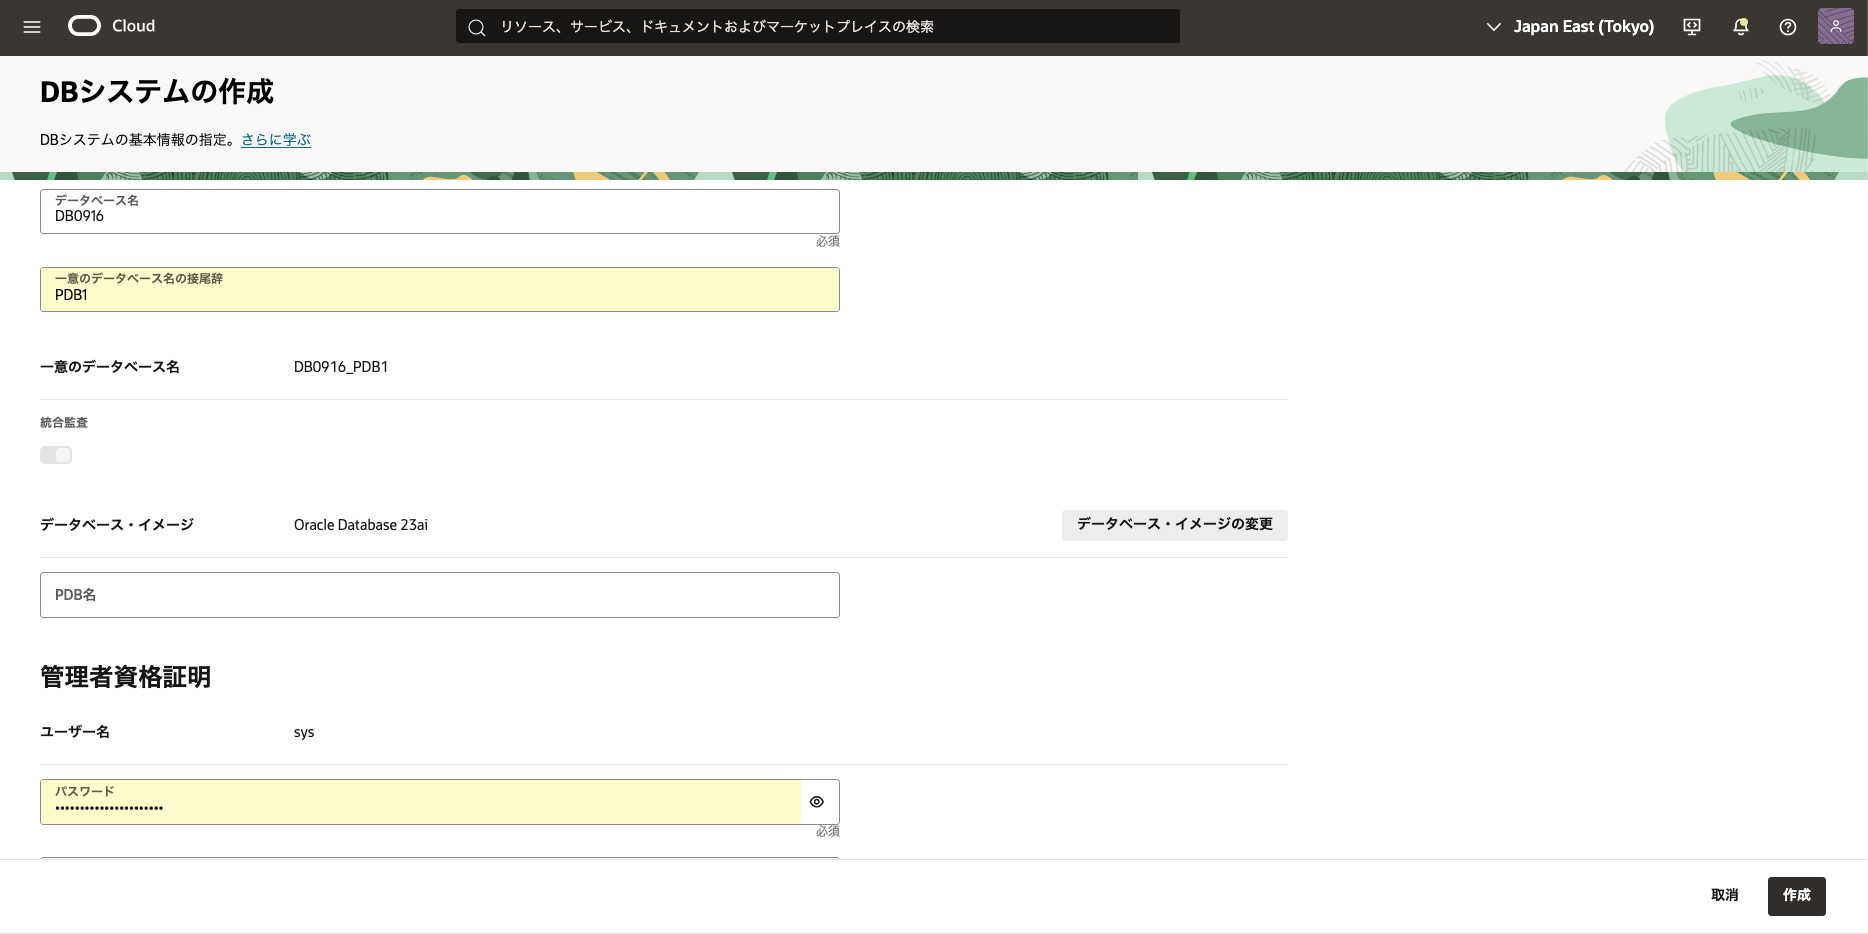 Cloud
リソース、サービス、ドキュメントおよびマーケットプレイスの検索
Japan East (Tokyo)
DBシステムの作成
DBシステムの基本情報の指定。さらに学ぶ
データベース名
DB0916
必須
一意のデータベース名の接尾辞
PDB1
一意のデータベース名 DB0916_PDB1
統合監査
データベース・イメージ Oracle Database 23ai データベース・イメージの変更
PDB名
管理者資格証明
ユーザー名 sys
パスワード
••••••••••••••••••••••
必須
取消 作成